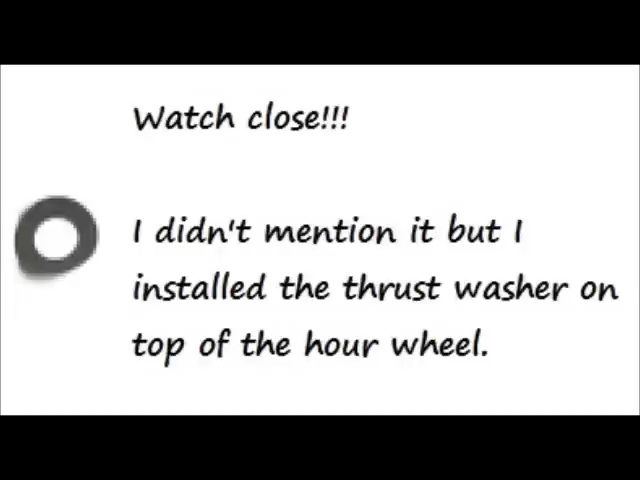 Watch close!!!
I didn't mention it but I
installed the thrust washer on
top of the hour wheel.